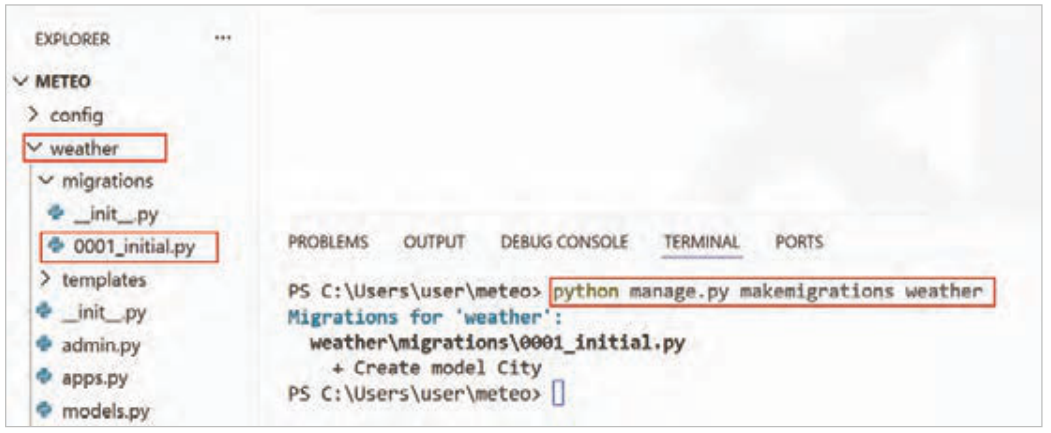 EXPLORER ...
METEO
config
weather
migrations
__init__.py
0001_initial.py
templates
__init__.py
admin.py
apps.py
models.py
PROBLEMS OUTPUT DEBUG CONSOLE TERMINAL PORTS
PS C:\Users\user\meteo> python manage.py makemigrations weather
Migrations for 'weather':
weather\migrations\0001_initial.py
+ Create model City
PS C:\Users\user\meteo>